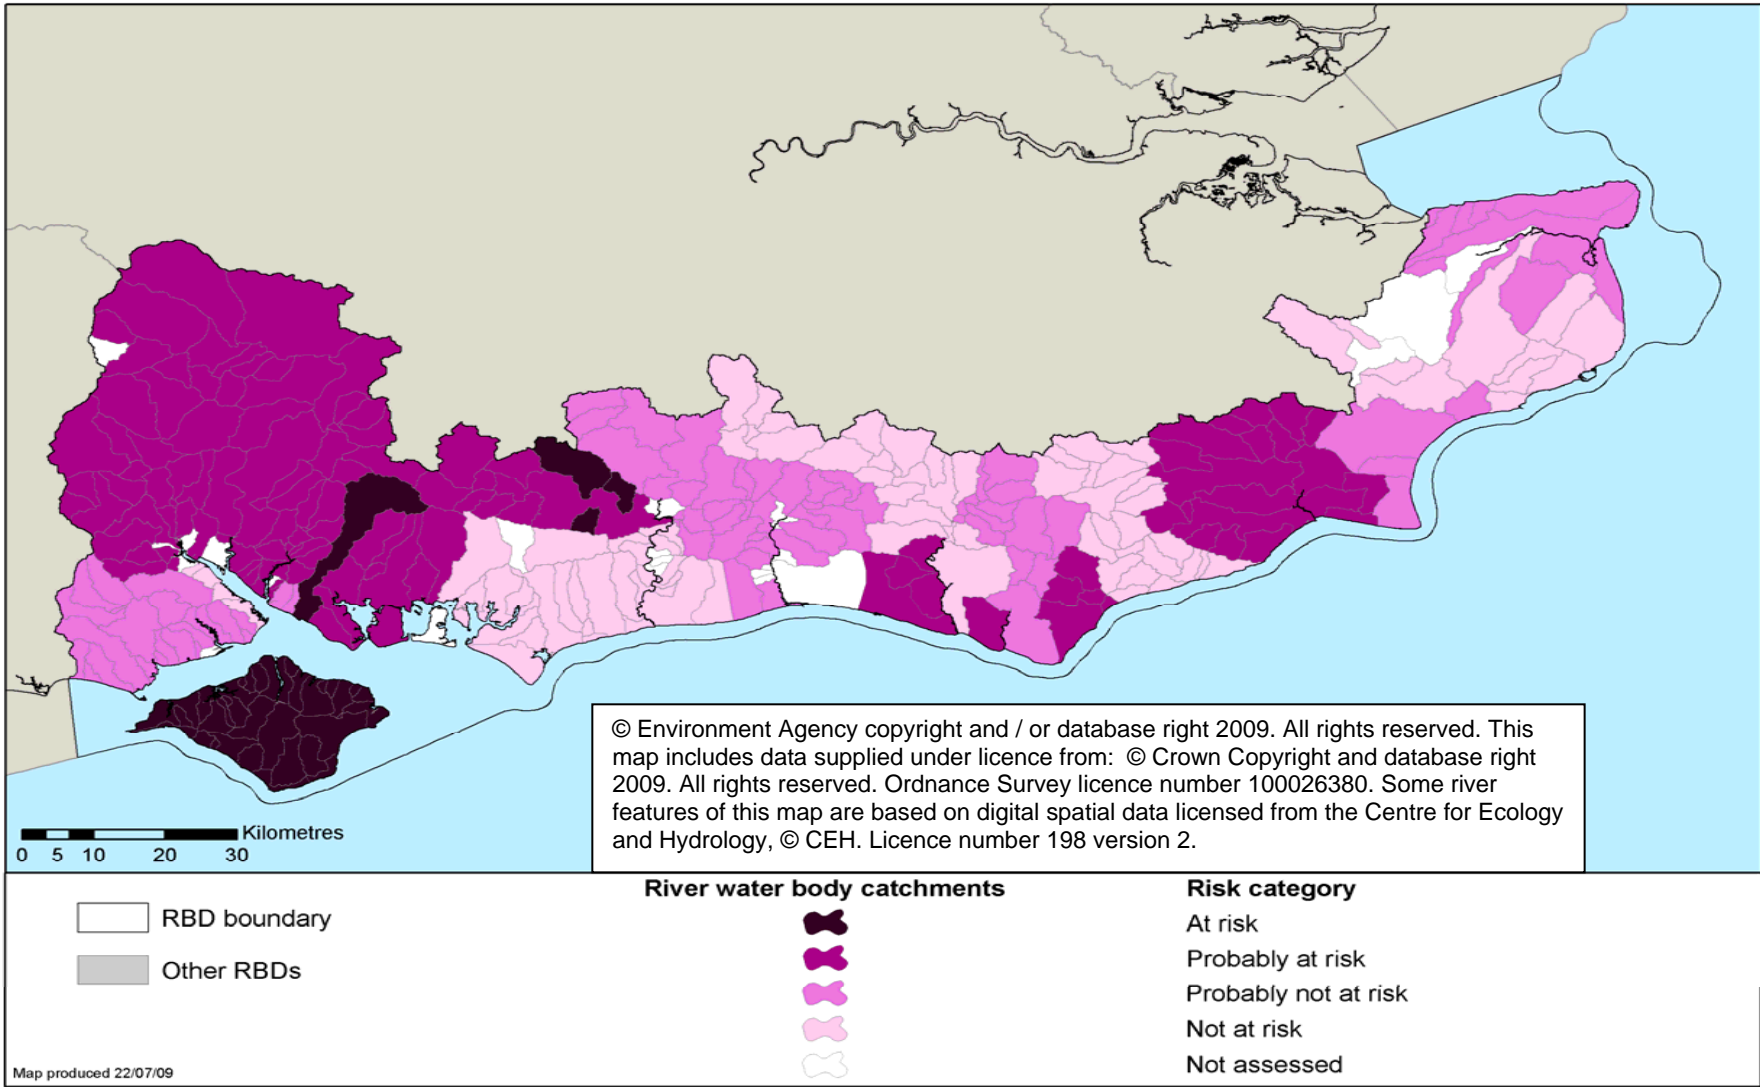 © Environment Agency copyright and / or database right 2009. All rights reserved. This
map includes data supplied under licence from:  © Crown Copyright and database right
2009. All rights reserved. Ordnance Survey licence number 100026380. Some river
features of this map are based on digital spatial data licensed from the Centre for Ecology
and Hydrology, © CEH. Licence number 198 version 2.
Kilometres
0 5 10 20 30
RBD boundary
Other RBDs
River water body catchments
Risk category
At risk
Probably at risk
Probably not at risk
Not at risk
Not assessed
Map produced 22/07/09